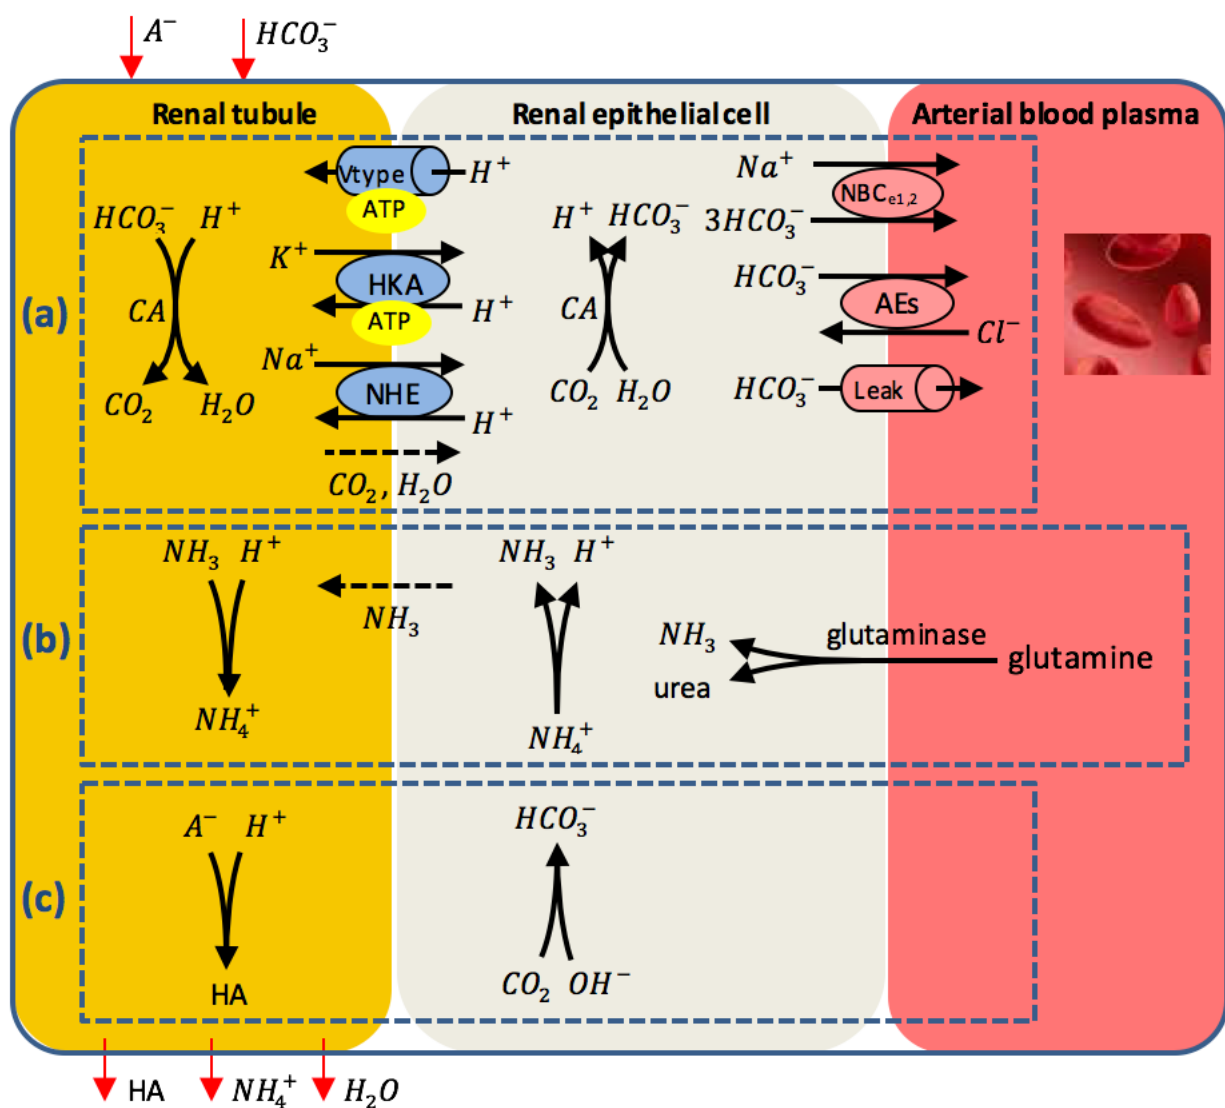 A⁻ HCO₃⁻
Renal tubule Renal epithelial cell Arterial blood plasma
(a)
HCO₃⁻ H⁺
CA
CO₂ H₂O
Vtype H⁺
ATP
K⁺
HKA
ATP H⁺
Na⁺
NHE
H⁺
CO₂, H₂O
H⁺ HCO₃⁻
CA
CO₂ H₂O
Na⁺
NBCe1,2
3HCO₃⁻
HCO₃⁻
AEs
Cl⁻
HCO₃⁻ Leak
(b)
NH₃ H⁺
NH₄⁺
NH₃
NH₃ H⁺
NH₄⁺
NH₃
urea
glutaminase
glutamine
(c)
A⁻ H⁺
HA
HCO₃⁻
CO₂ OH⁻
HA NH₄⁺ H₂O